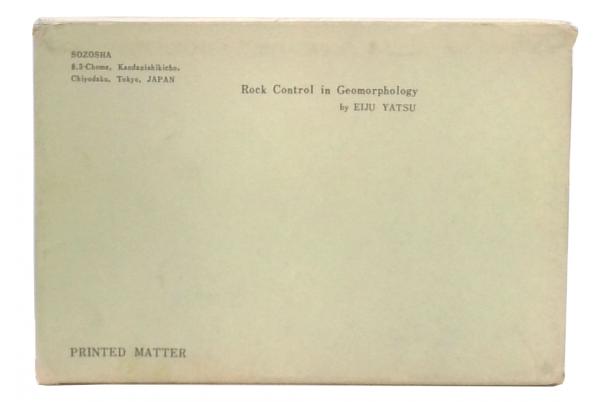 SOZOSHA
8,3-Chome, Kandanishikicho,
Chiyodaku, Tokyo, JAPAN
Rock Control in Geomorphology
by EIJU YATSU
PRINTED MATTER